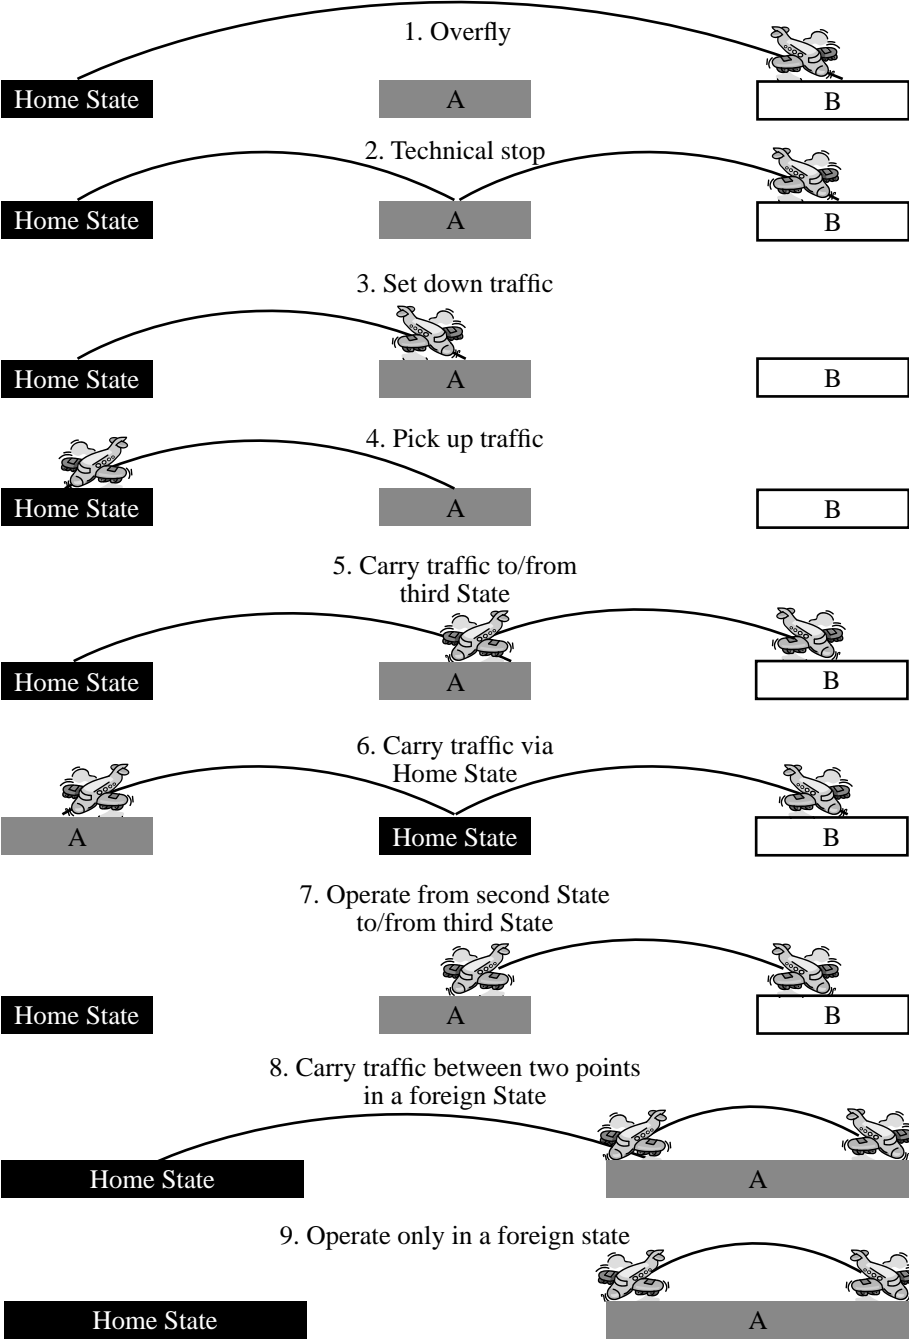 1. Overfly
Home State
A
B
2. Technical stop
Home State
A
B
3. Set down traffic
Home State
A
B
4. Pick up traffic
Home State
A
B
5. Carry traffic to/from
third State
Home State
A
B
6. Carry traffic via
Home State
A
Home State
B
7. Operate from second State
to/from third State
Home State
A
B
8. Carry traffic between two points
in a foreign State
Home State
A
9. Operate only in a foreign state
Home State
A